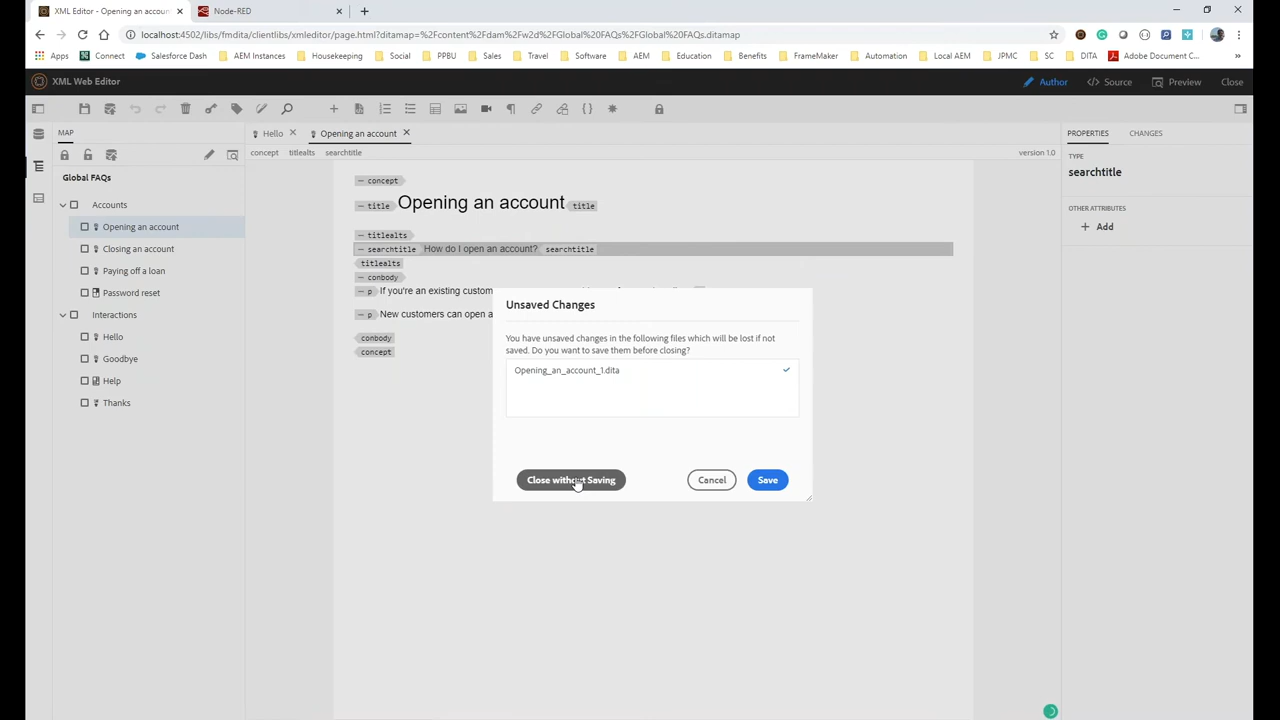 XML Editor - Opening an accoun
Node-RED
localhost:4502/libs/fmdita/clientlibs/xmleditor/page.html?ditamap=%2Fcontent%2Fdam%2Fw2d%2FGlobal%20FAQs%2FGlobal%20FAQs.ditamap
Apps
Connect
Salesforce Dash
AEM Instances
Housekeeping
Social
PPBU
Sales
Travel
Software
AEM
Education
Benefits
FrameMaker
Automation
Local AEM
JPMC
SC
DITA
Adobe Document C...
XML Web Editor
Author
Source
Preview
Close
MAP
Hello
Opening an account
PROPERTIES
CHANGES
concept
titlealts
searchtitle
version 1.0
Global FAQs
Accounts
Opening an account
Closing an account
Paying off a loan
Password reset
Interactions
Hello
Goodbye
Help
Thanks
concept
title Opening an account title
titlealts
searchtitle How do I open an account? searchtitle
titlealts
conbody
p If you're an existing custom
p New customers can open a
conbody
concept
TYPE
searchtitle
OTHER ATTRIBUTES
Add
Unsaved Changes
You have unsaved changes in the following files which will be lost if not
saved. Do you want to save them before closing?
Opening_an_account_1.dita
Close without Saving
Cancel
Save